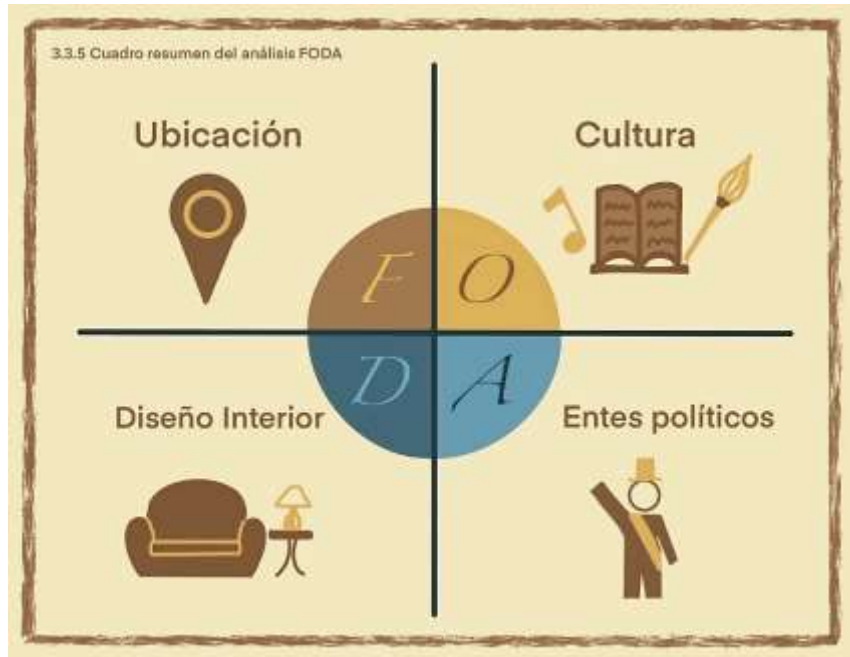 3.3.5 Cuadro resumen del análisis FODA
Ubicación
Cultura
F
O
D
A
Diseño Interior
Entes políticos